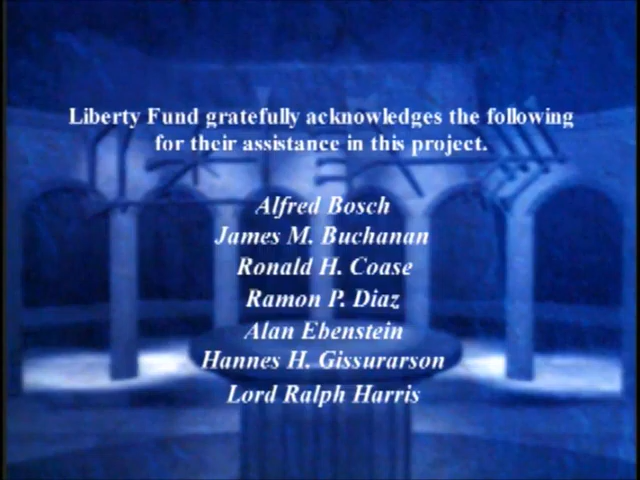 Liberty Fund gratefully acknowledges the following
for their assistance in this project.
Alfred Bosch
James M. Buchanan
Ronald H. Coase
Ramon P. Diaz
Alan Ebenstein
Hannes H. Gissurarson
Lord Ralph Harris